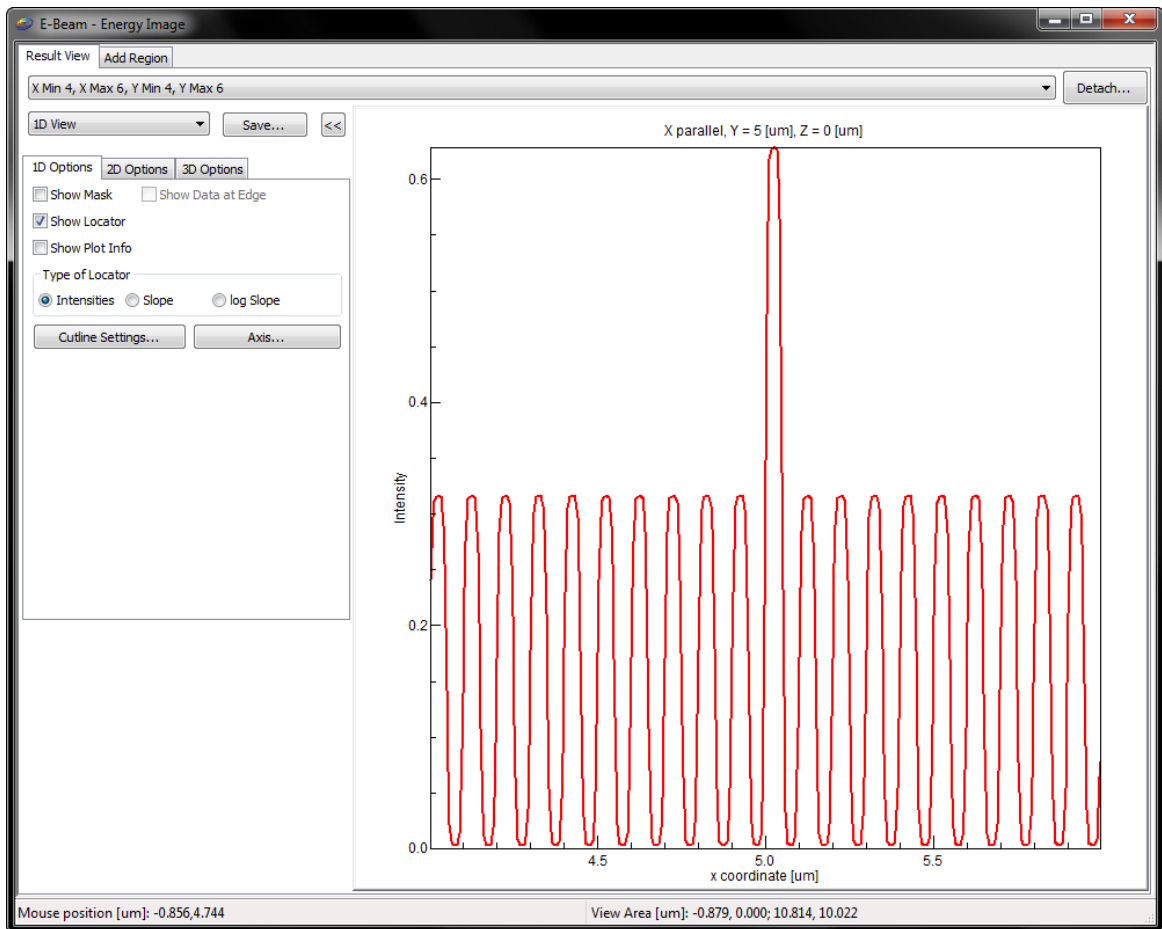 E-Beam - Energy Image
Result View Add Region
X Min 4, X Max 6, Y Min 4, Y Max 6 Detach...
1D View Save... <<
1D Options 2D Options 3D Options
Show Mask Show Data at Edge
Show Locator
Show Plot Info
Type of Locator
Intensities Slope log Slope
Cutline Settings... Axis...
X parallel, Y = 5 [um], Z = 0 [um]
0.6
0.4
Intensity
0.2
0.0
4.5 5.0 5.5
x coordinate [um]
Mouse position [um]: -0.856,4.744 View Area [um]: -0.879, 0.000; 10.814, 10.022